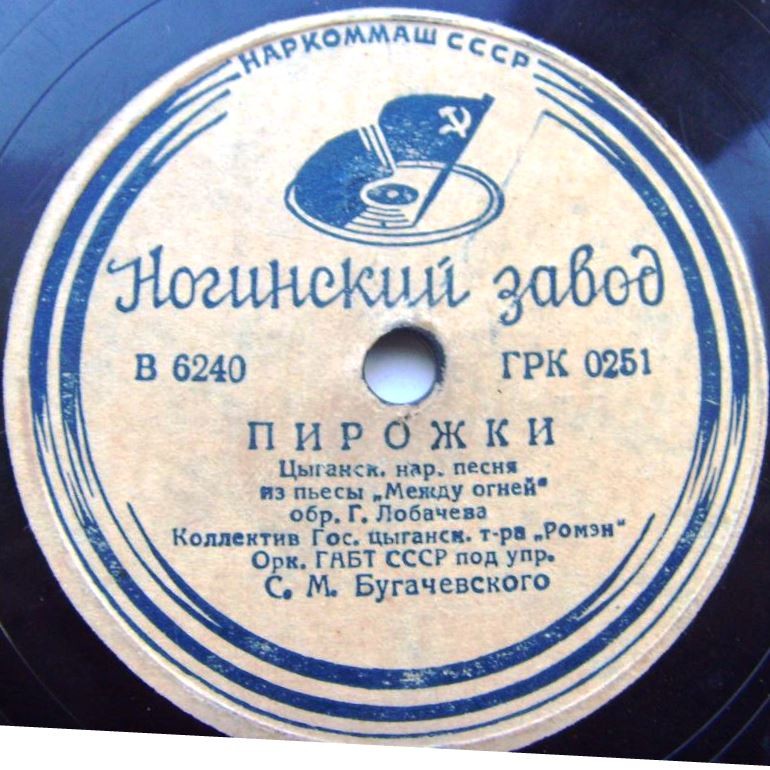 НАРКОММАШ СССР
Ногинский завод
В 6240 ГРК 0251
ПИРОЖКИ
Цыганск. нар. песня
из пьесы „Между огней"
обр. Г. Лобачева
Коллектив Гос. цыганск. т-ра „Ромэн"
Орк. ГАБТ СССР под упр.
С. М. Бугачевского